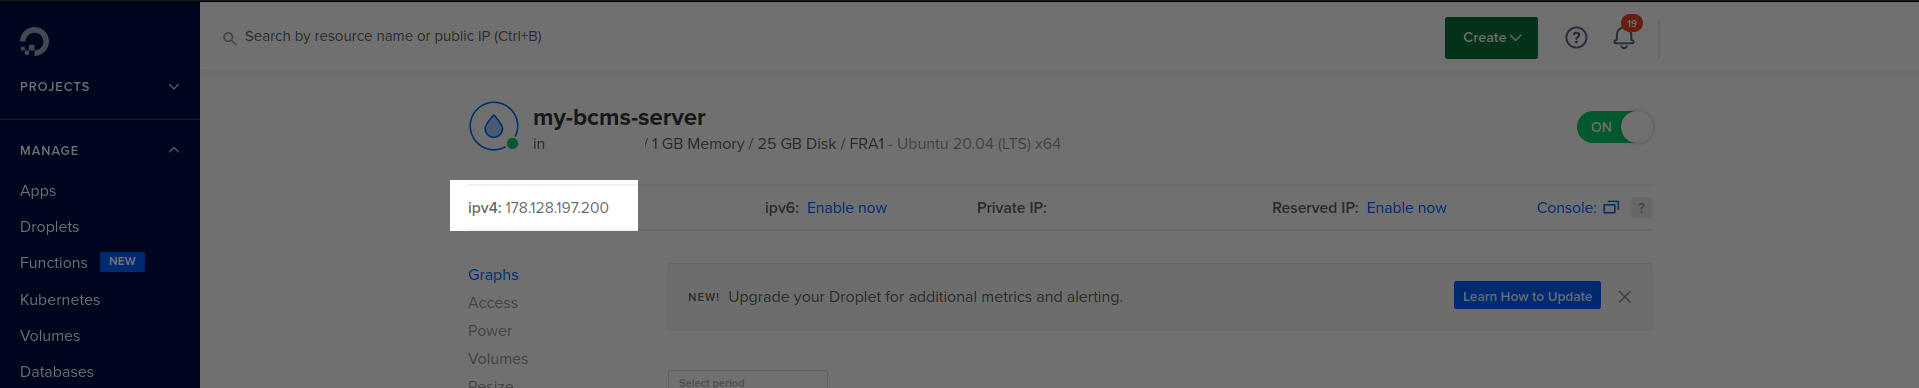 Search by resource name or public IP (Ctrl+B)
Create
19
PROJECTS
MANAGE
Apps
Droplets
Functions NEW
Kubernetes
Volumes
Databases
my-bcms-server
in / 1 GB Memory / 25 GB Disk / FRA1 - Ubuntu 20.04 (LTS) x64
ON
ipv4: 178.128.197.200 ipv6: Enable now Private IP: Reserved IP: Enable now Console: ?
Graphs
Access
Power
Volumes
Resize
NEW! Upgrade your Droplet for additional metrics and alerting. Learn How to Update
Select period